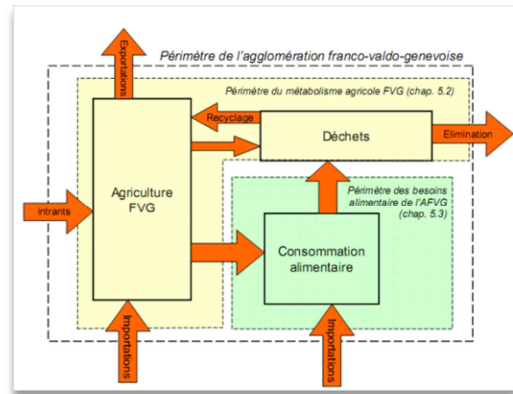 Exportations
Périmètre de l'agglomération franco-valdo-genevoise
Périmètre du métabolisme agricole FVG (chap. 5.2)
Recyclage
Déchets
Elimination
Agriculture
FVG
Périmètre des besoins
alimentaire de l'AFVG
(chap. 5.3)
Intrants
Consommation
alimentaire
Importations
Importations